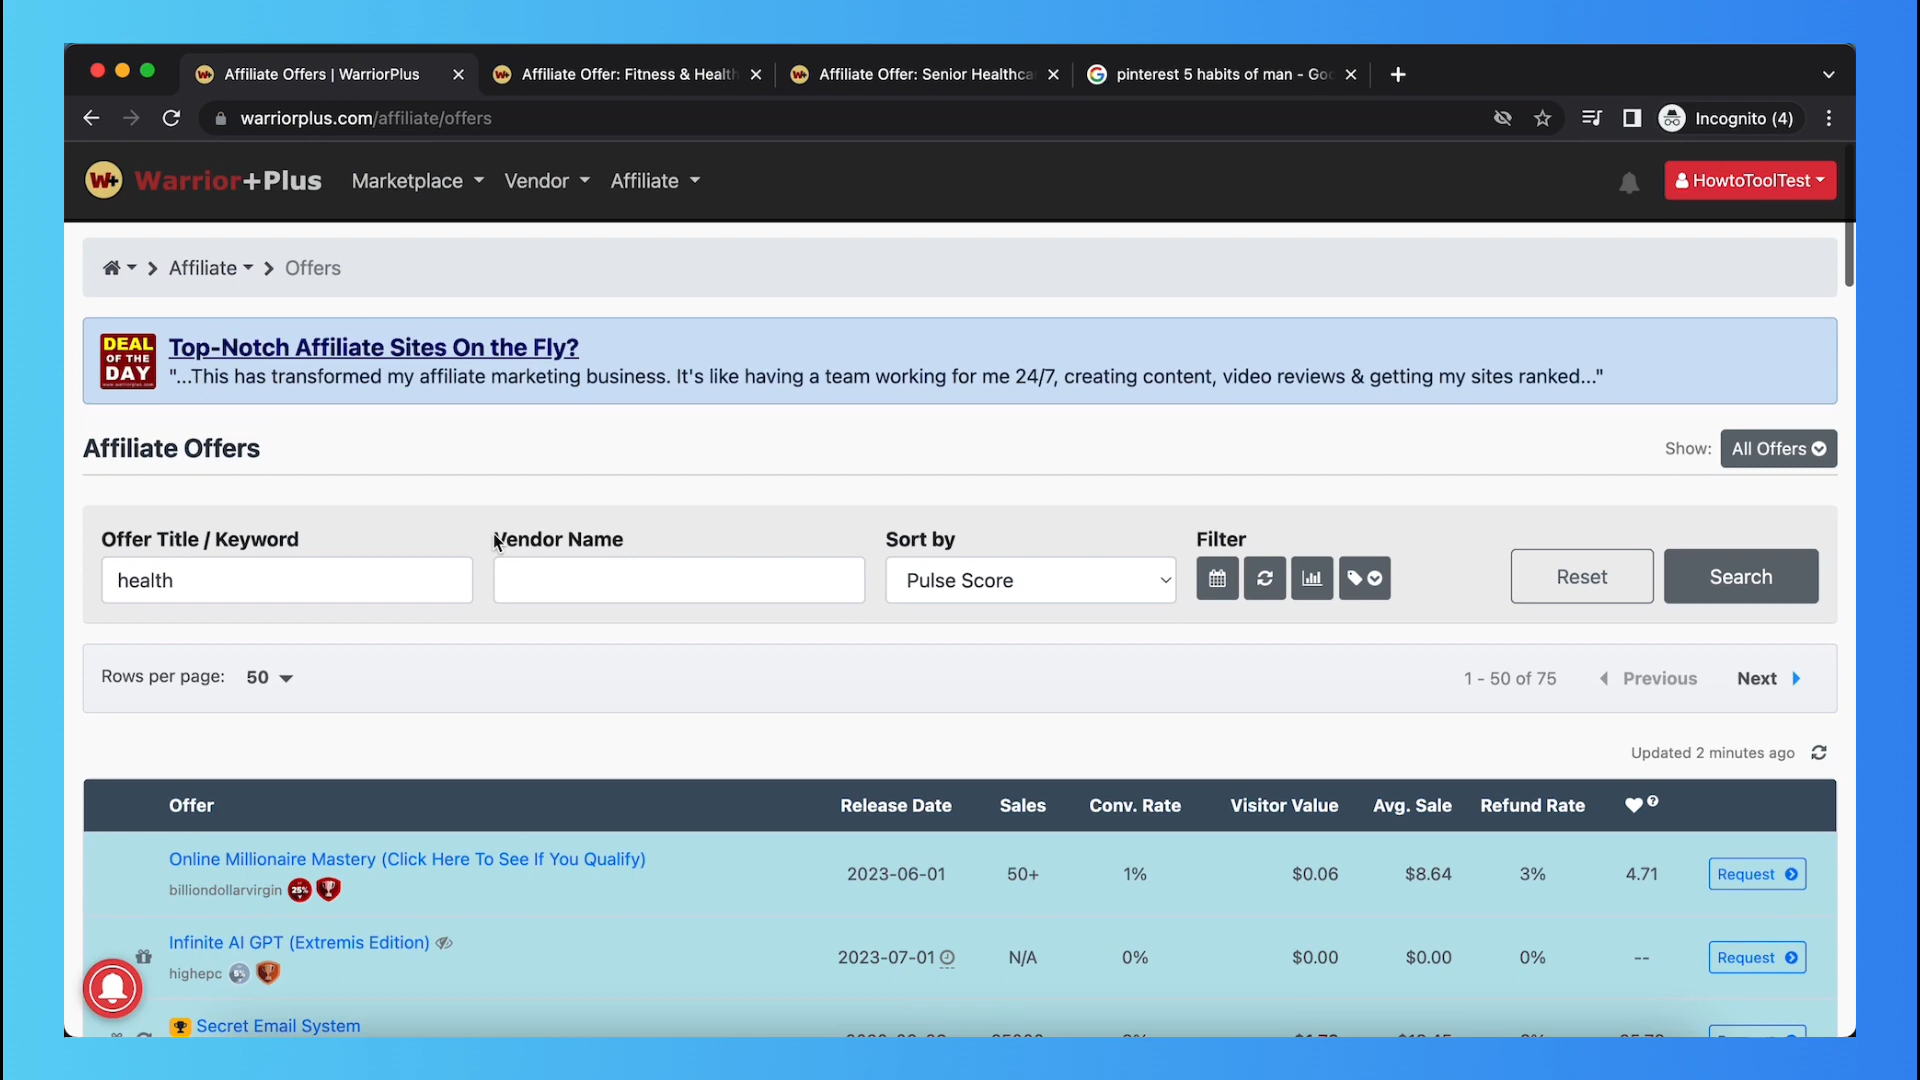 Affiliate Offers | WarriorPlus
Affiliate Offer: Fitness & Health
Affiliate Offer: Senior Healthca
pinterest 5 habits of man - Goo
warriorplus.com/affiliate/offers
Incognito (4)
W+ Warrior+Plus
Marketplace
Vendor
Affiliate
HowtoToolTest
Affiliate
Offers
DEAL OF THE DAY
Top-Notch Affiliate Sites On the Fly?
"...This has transformed my affiliate marketing business. It's like having a team working for me 24/7, creating content, video reviews & getting my sites ranked..."
Affiliate Offers
Show: All Offers
Offer Title / Keyword
Vendor Name
Sort by
Filter
health
Pulse Score
Reset
Search
Rows per page: 50
1 - 50 of 75
Previous
Next
Updated 2 minutes ago
Offer Release Date Sales Conv. Rate Visitor Value Avg. Sale Refund Rate
Online Millionaire Mastery (Click Here To See If You Qualify)
billiondollarvirgin 25%
2023-06-01 50+ 1% $0.06 $8.64 3% 4.71 Request
Infinite AI GPT (Extremis Edition)
highepc 5%
2023-07-01 N/A 0% $0.00 $0.00 0% -- Request
Secret Email System